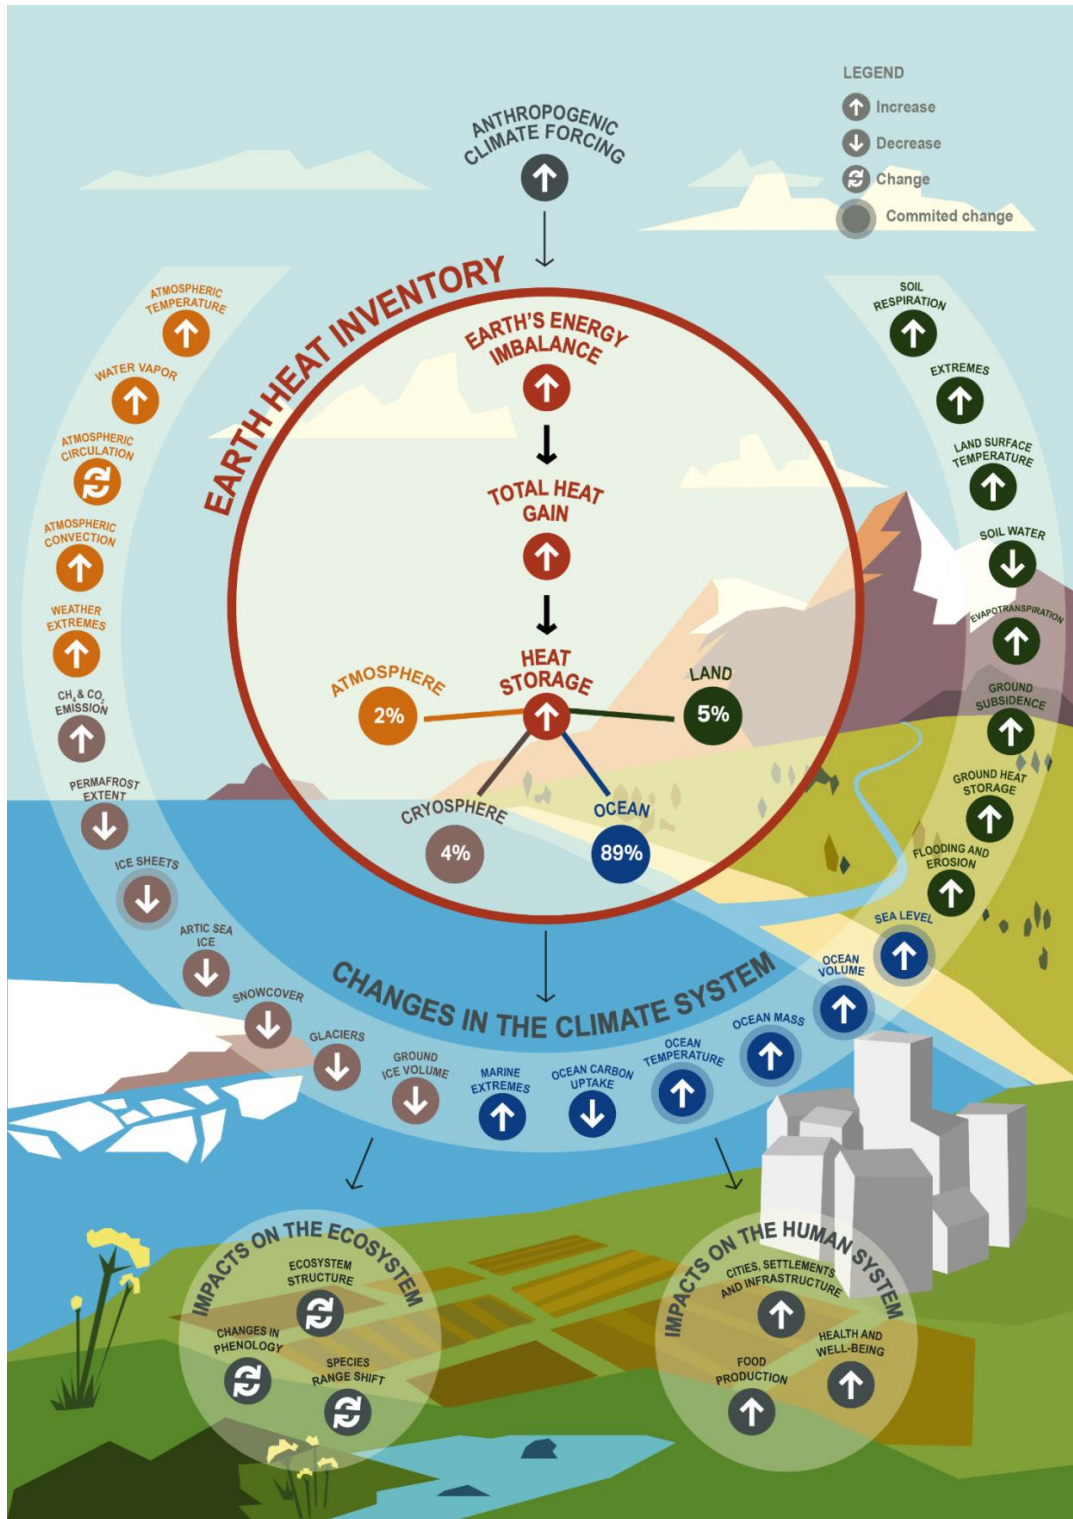 LEGEND
Increase
Decrease
Change
Commited change
ANTHROPOGENIC
CLIMATE FORCING
EARTH HEAT INVENTORY
EARTH'S ENERGY
IMBALANCE
TOTAL HEAT
GAIN
HEAT
STORAGE
ATMOSPHERE
2%
LAND
5%
CRYOSPHERE
4%
OCEAN
89%
CHANGES IN THE CLIMATE SYSTEM
ATMOSPHERIC
TEMPERATURE
WATER VAPOR
ATMOSPHERIC
CIRCULATION
ATMOSPHERIC
CONVECTION
WEATHER
EXTREMES
CH₄ & CO₂
EMISSION
PERMAFROST
EXTENT
ICE SHEETS
ARTIC SEA
ICE
SNOWCOVER
GLACIERS
GROUND
ICE VOLUME
MARINE
EXTREMES
OCEAN CARBON
UPTAKE
OCEAN
TEMPERATURE
OCEAN MASS
OCEAN
VOLUME
SEA LEVEL
FLOODING AND
EROSION
GROUND HEAT
STORAGE
GROUND
SUBSIDENCE
EVAPOTRANSPIRATION
SOIL WATER
LAND SURFACE
TEMPERATURE
EXTREMES
SOIL
RESPIRATION
IMPACTS ON THE ECOSYSTEM
ECOSYSTEM
STRUCTURE
CHANGES IN
PHENOLOGY
SPECIES
RANGE SHIFT
IMPACTS ON THE HUMAN SYSTEM
CITIES, SETTLEMENTS
AND INFRASTRUCTURE
HEALTH AND
WELL-BEING
FOOD
PRODUCTION